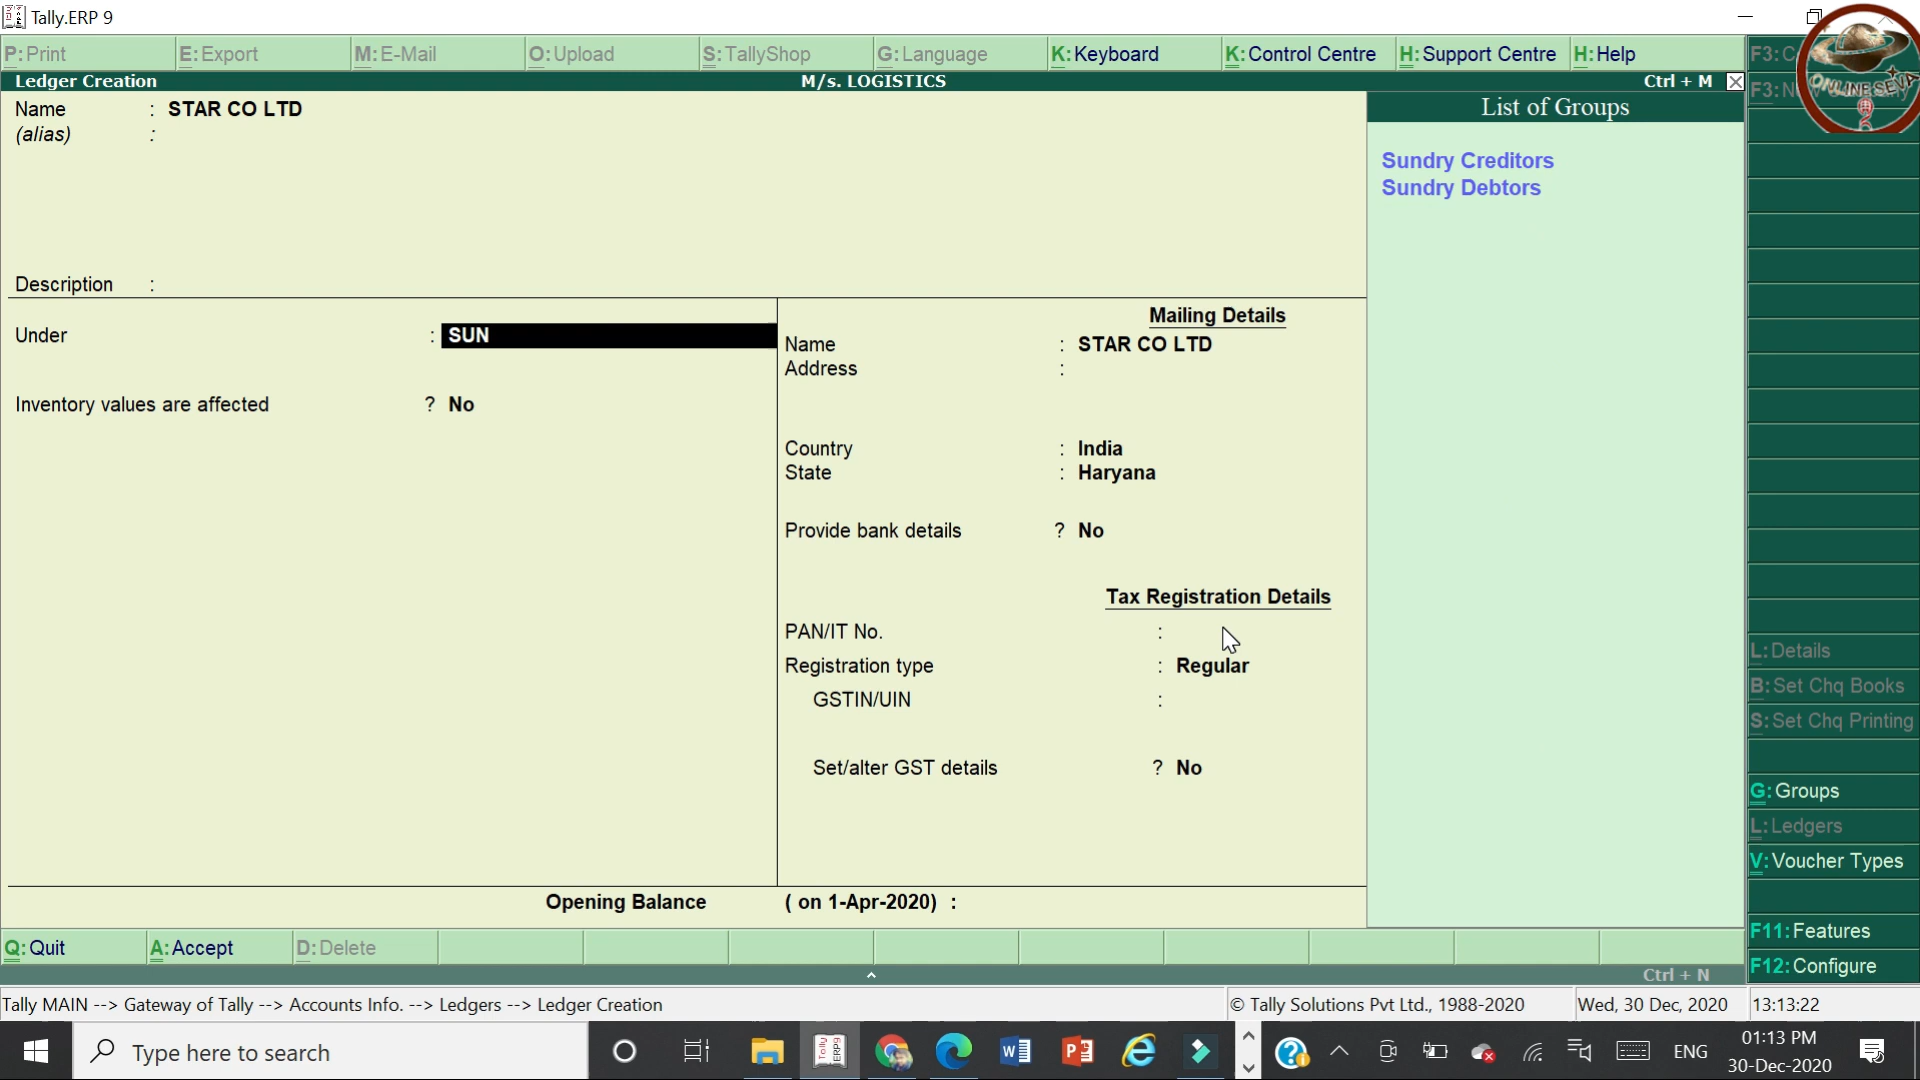 Tally.ERP 9
P: Print E: Export M: E-Mail O: Upload S: TallyShop G: Language K: Keyboard K: Control Centre H: Support Centre H: Help
Ledger Creation M/s. LOGISTICS Ctrl + M
Name : STAR CO LTD
(alias) :
Description :
Under : SUN
Inventory values are affected ? No
Mailing Details
Name : STAR CO LTD
Address :
Country : India
State : Haryana
Provide bank details ? No
Tax Registration Details
PAN/IT No. :
Registration type : Regular
GSTIN/UIN :
Set/alter GST details ? No
Opening Balance ( on 1-Apr-2020) :
List of Groups
Sundry Creditors
Sundry Debtors
F3:
F3:
ONLINE SEVA
L: Details
B: Set Chq Books
S: Set Chq Printing
G: Groups
L: Ledgers
V: Voucher Types
F11: Features
F12: Configure
Q: Quit A: Accept D: Delete
Ctrl + N
Tally MAIN --> Gateway of Tally --> Accounts Info. --> Ledgers --> Ledger Creation
© Tally Solutions Pvt Ltd., 1988-2020 Wed, 30 Dec, 2020 13:13:22
Type here to search
ENG
01:13 PM
30-Dec-2020